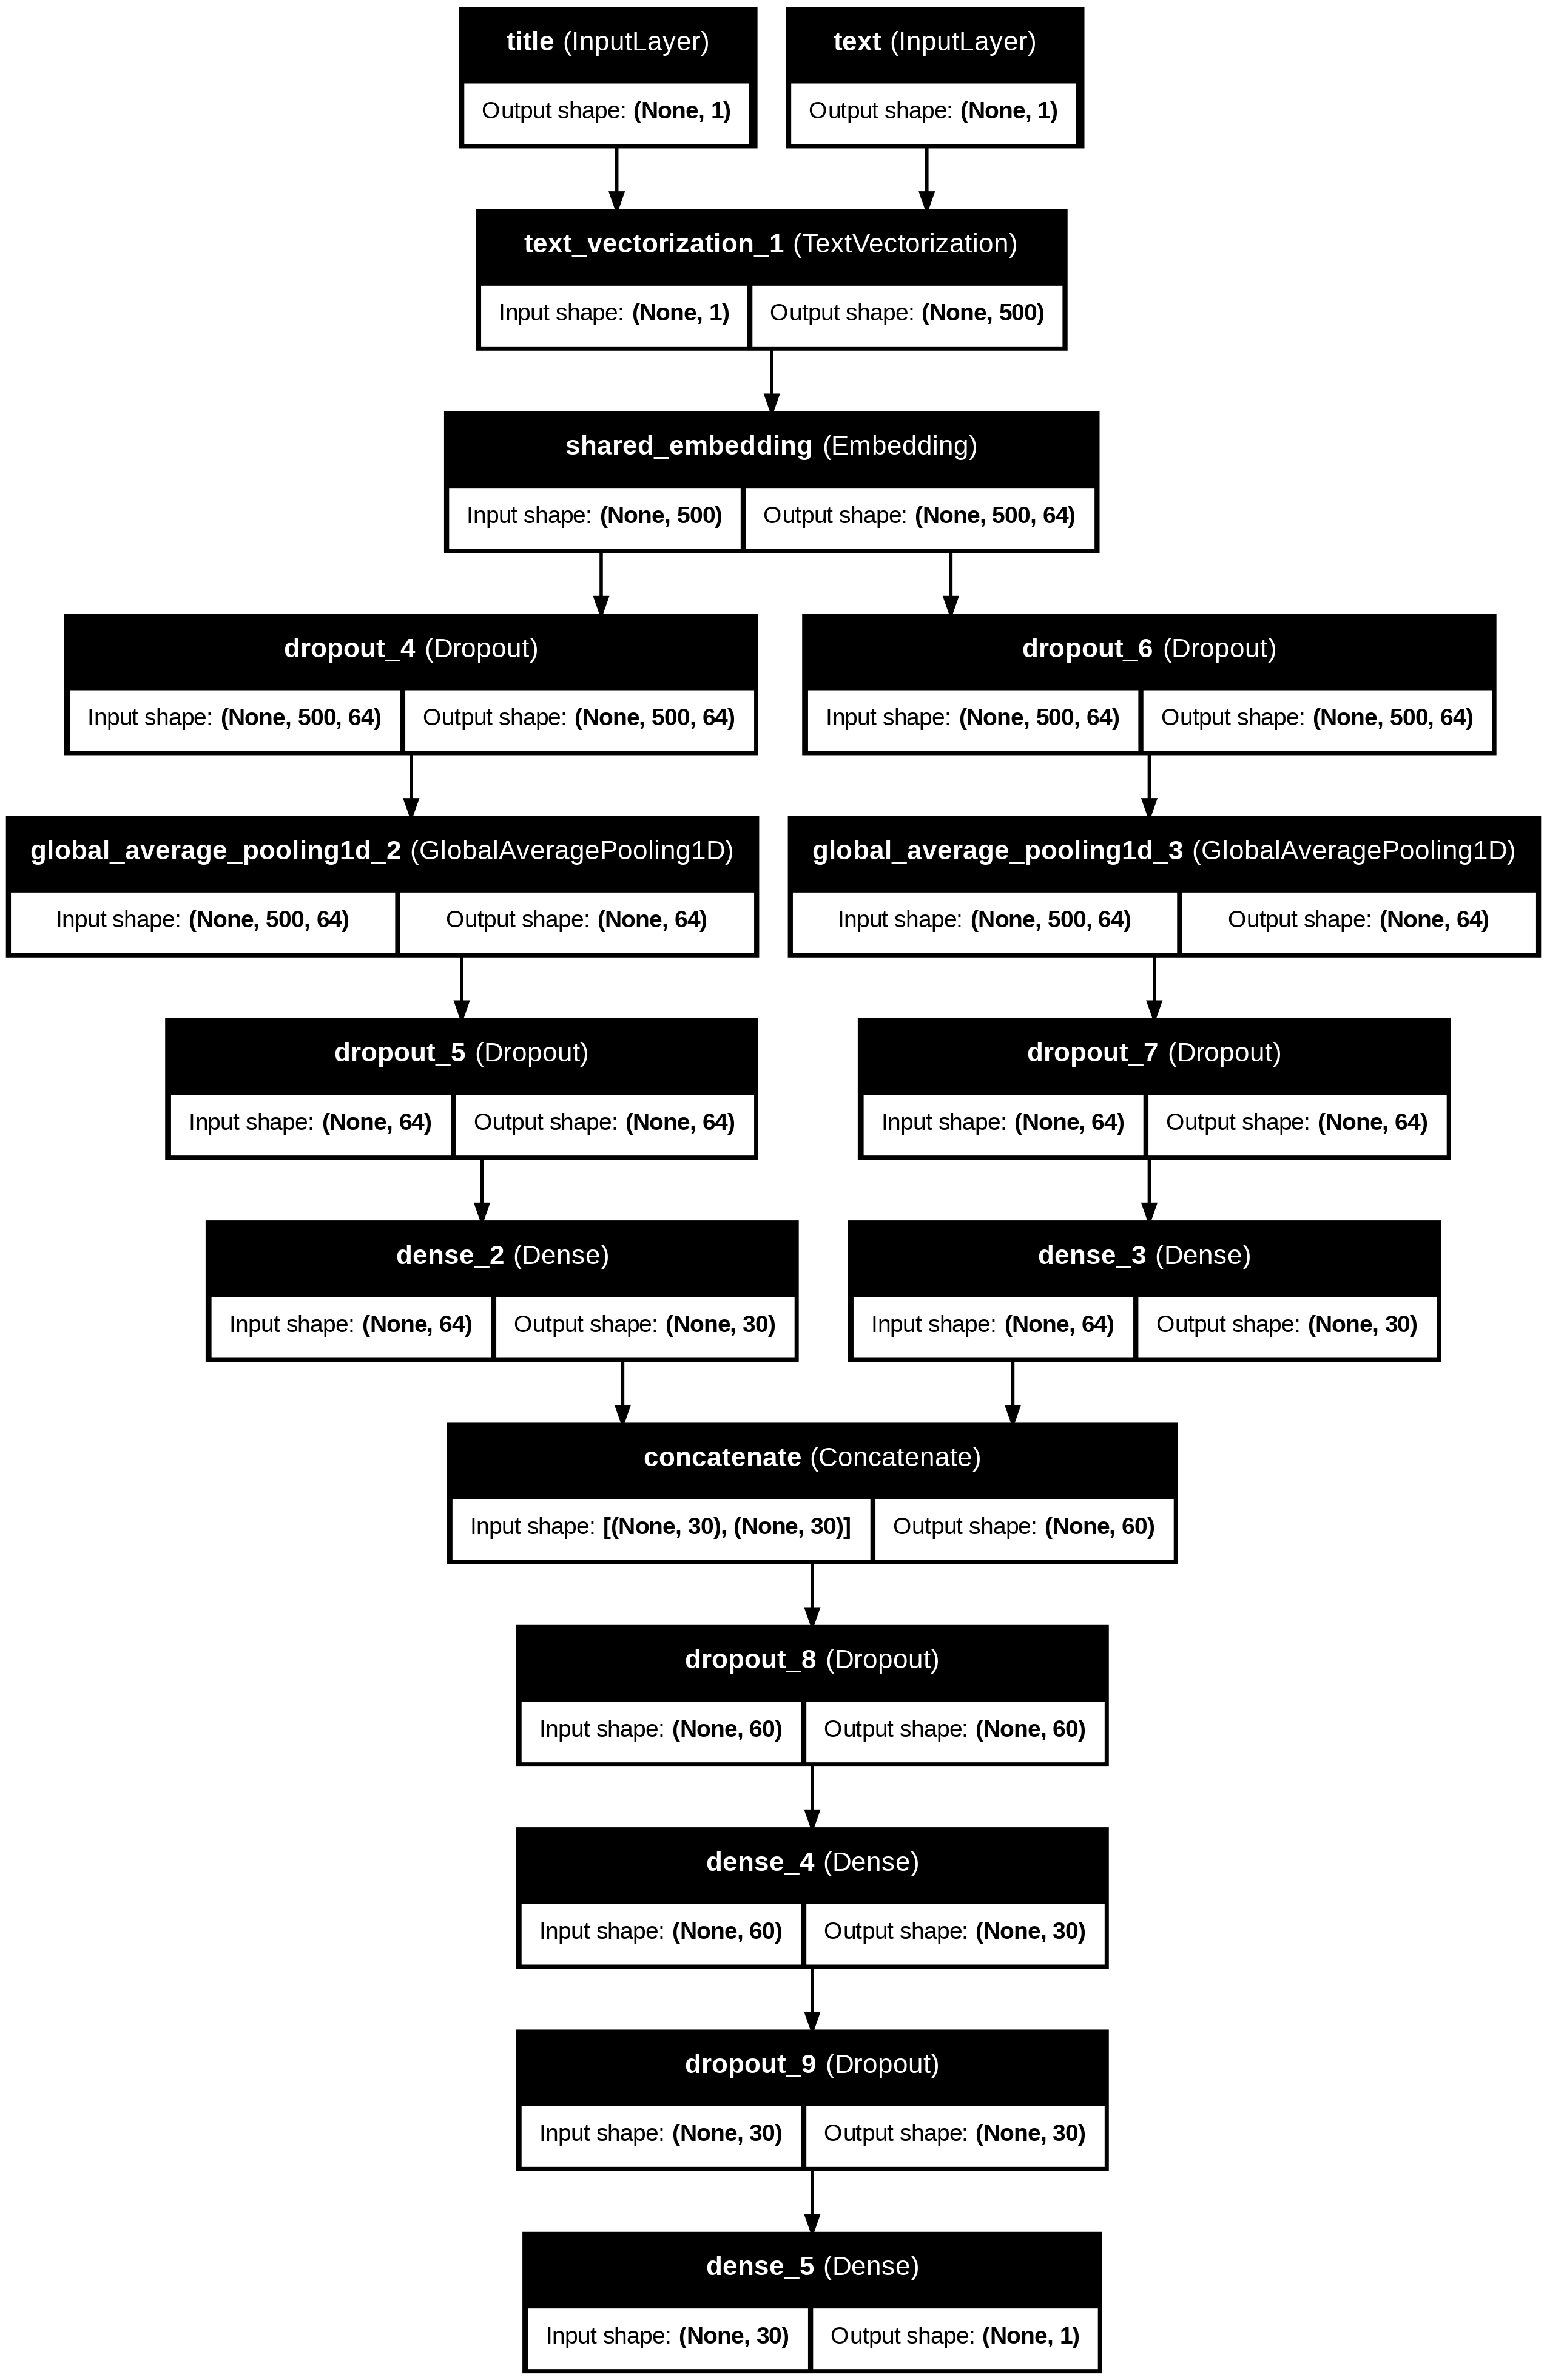 title (InputLayer)
Output shape: (None, 1)
text (InputLayer)
Output shape: (None, 1)
text_vectorization_1 (TextVectorization)
Input shape: (None, 1)
Output shape: (None, 500)
shared_embedding (Embedding)
Input shape: (None, 500)
Output shape: (None, 500, 64)
dropout_4 (Dropout)
Input shape: (None, 500, 64)
Output shape: (None, 500, 64)
dropout_6 (Dropout)
Input shape: (None, 500, 64)
Output shape: (None, 500, 64)
global_average_pooling1d_2 (GlobalAveragePooling1D)
Input shape: (None, 500, 64)
Output shape: (None, 64)
global_average_pooling1d_3 (GlobalAveragePooling1D)
Input shape: (None, 500, 64)
Output shape: (None, 64)
dropout_5 (Dropout)
Input shape: (None, 64)
Output shape: (None, 64)
dropout_7 (Dropout)
Input shape: (None, 64)
Output shape: (None, 64)
dense_2 (Dense)
Input shape: (None, 64)
Output shape: (None, 30)
dense_3 (Dense)
Input shape: (None, 64)
Output shape: (None, 30)
concatenate (Concatenate)
Input shape: [(None, 30), (None, 30)]
Output shape: (None, 60)
dropout_8 (Dropout)
Input shape: (None, 60)
Output shape: (None, 60)
dense_4 (Dense)
Input shape: (None, 60)
Output shape: (None, 30)
dropout_9 (Dropout)
Input shape: (None, 30)
Output shape: (None, 30)
dense_5 (Dense)
Input shape: (None, 30)
Output shape: (None, 1)